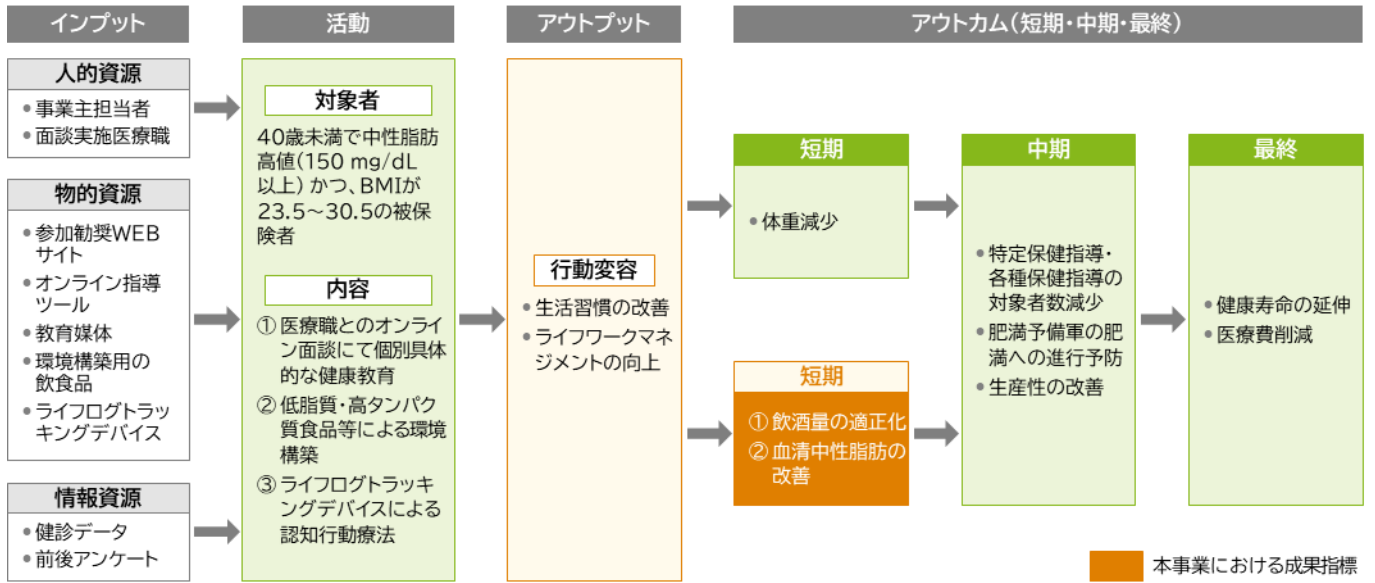 インプット
活動
アウトプット
アウトカム(短期・中期・最終)
人的資源
●事業主担当者
●面談実施医療職
物的資源
●参加勧奨WEB
サイト
●オンライン指導
ツール
●教育媒体
●環境構築用の
飲食品
●ライフログトラッ
キングデバイス
情報資源
●健診データ
●前後アンケート
対象者
40歳未満で中性脂肪
高値(150 mg/dL
以上) かつ、BMIが
23.5～30.5の被保
険者
内容
① 医療職とのオンライ
ン面談にて個別具体
的な健康教育
② 低脂質・高タンパク
質食品等による環境
構築
③ ライフログトラッキ
ングデバイスによる
認知行動療法
行動変容
●生活習慣の改善
●ライフワークマネ
ジメントの向上
短期
●体重減少
短期
① 飲酒量の適正化
② 血清中性脂肪の
改善
中期
●特定保健指導・
各種保健指導の
対象者数減少
●肥満予備軍の肥
満への進行予防
●生産性の改善
最終
●健康寿命の延伸
●医療費削減
本事業における成果指標